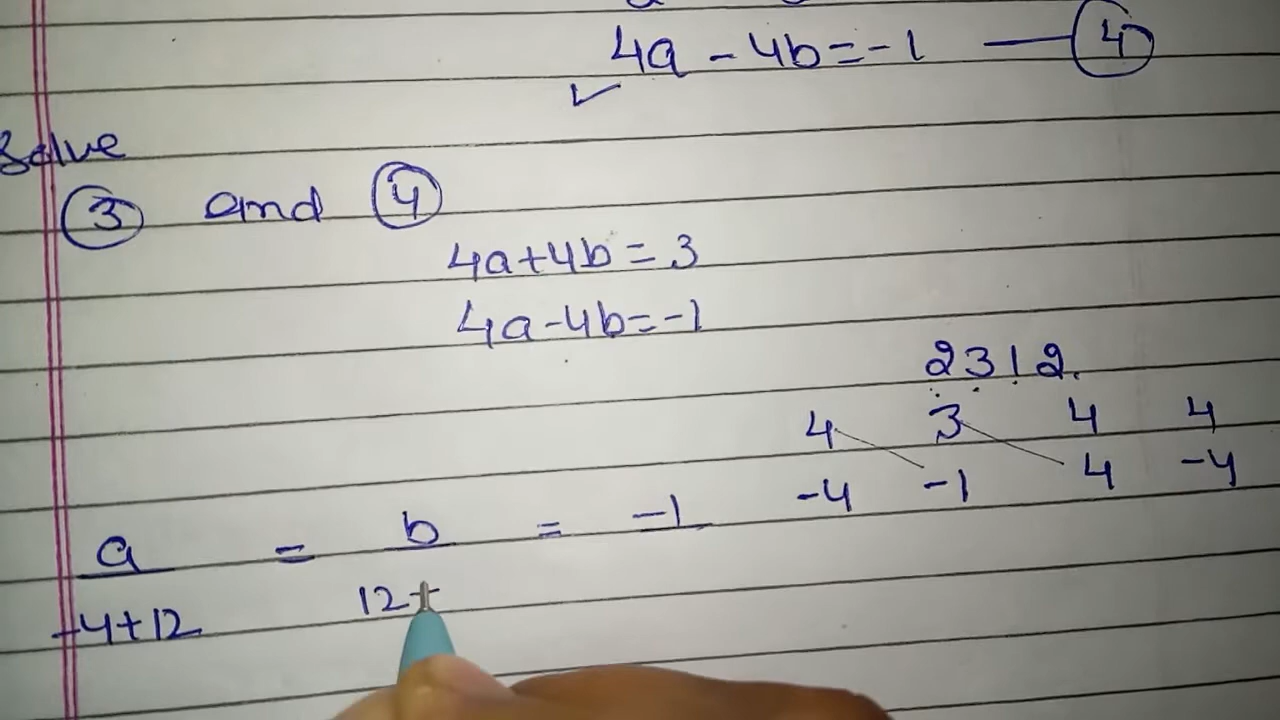 4a - 4b = -1 — 4
✓
Solve
3 and 4
4a + 4b = 3
4a - 4b = -1
2 3 1 2.
4 3 4 4
-4 -1 4 -4
a = b = -1
-4 + 12 12 +